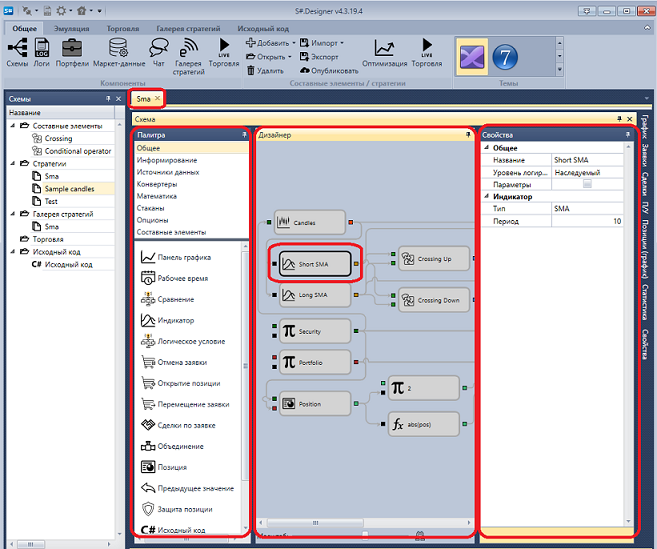 S#
S#.Designer v4.3.19.4
Общее Эмуляция Торговля Галерея стратегий Исходный код
Схемы
LOG
Логи
Портфели
Маркет-данные
Чат
Галерея
стратегий
LIVE
Торговля
Добавить
Открыть
Удалить
Импорт
Экспорт
Опубликовать
Оптимизация
LIVE
Торговля
7
Компоненты
Составные элементы / стратегии
Темы
Схемы
Название
Составные элементы
Crossing
Conditional operator
Стратегии
Sma
Sample candles
Test
Галерея стратегий
Sma
Торговля
Исходный код
C# Исходный код
Sma
Схема
Палитра
Общее
Информирование
Источники данных
Конвертеры
Математика
Стаканы
Опционы
Составные элементы
Панель графика
Рабочее время
Сравнение
Индикатор
Логическое условие
Отмена заявки
Открытие позиции
Перемещение заявки
Сделки по заявке
Объединение
Позиция
Предыдущее значение
Защита позиции
C# Исходный код
Дизайнер
Candles
Short SMA
Long SMA
Crossing Up
Crossing Down
π Security
π Portfolio
Position
π 2
fx abs(pos)
Свойства
Общее
Название Short SMA
Уровень логир... Наследуемый
Параметры
Индикатор
Тип SMA
Период 10
График
Заявки
Сделки
П/У
Позиции (график)
Статистика
Свойства